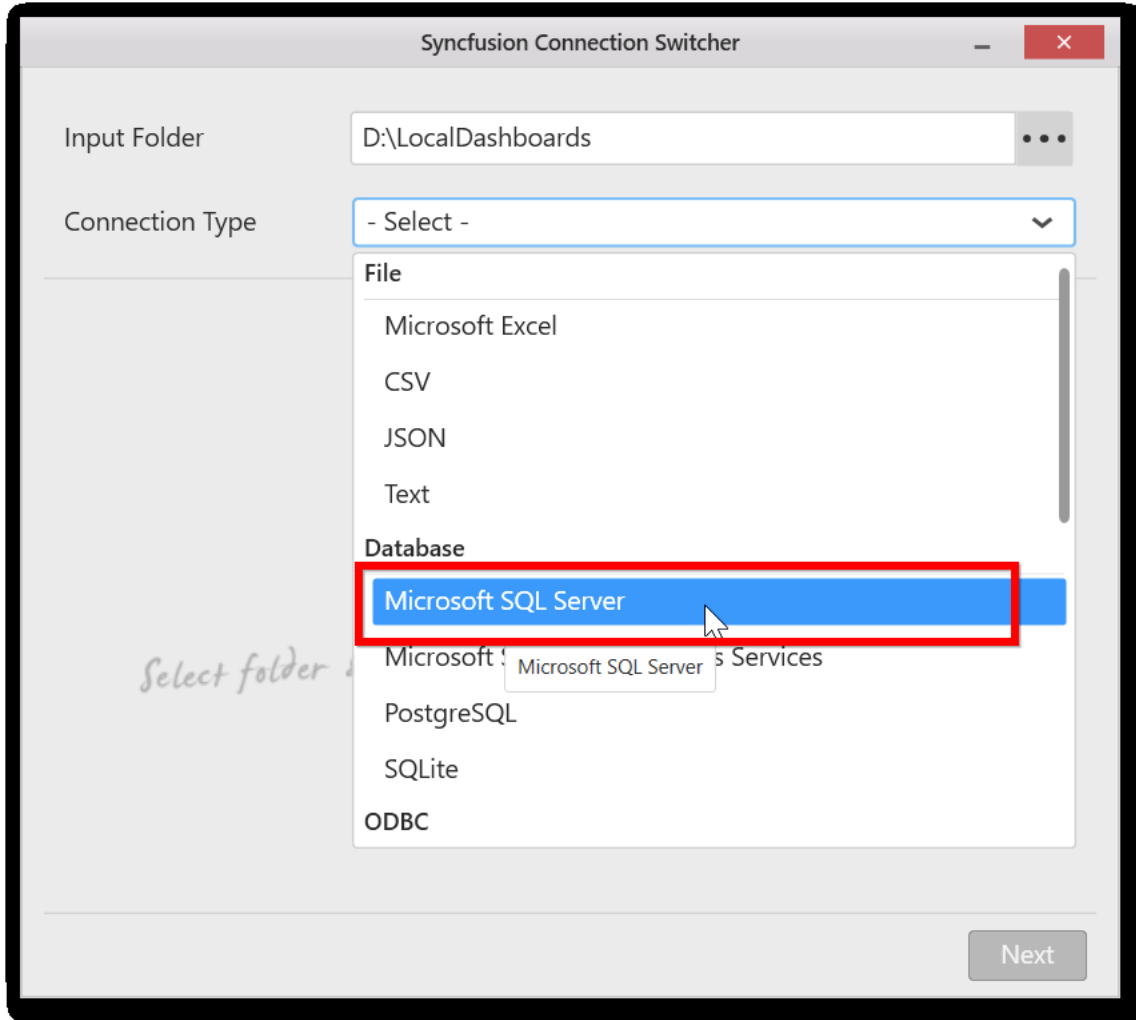 Syncfusion Connection Switcher
Input Folder
D:\LocalDashboards
Connection Type
- Select -
File
Microsoft Excel
CSV
JSON
Text
Database
Microsoft SQL Server
Microsoft Services
Microsoft SQL Server
PostgreSQL
SQLite
ODBC
Select folder
Next